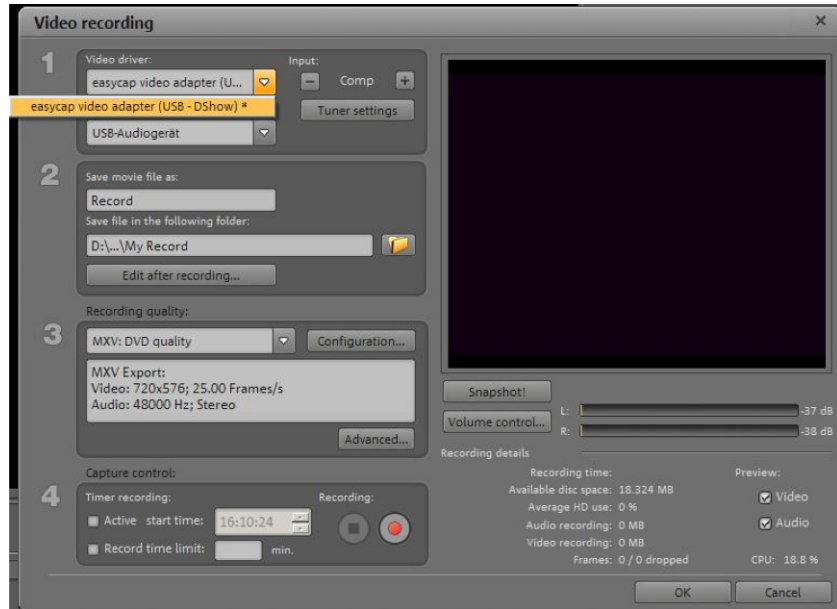 Video recording
1
Video driver:
Input:
easycap video adapter (U...
Comp
easycap video adapter (USB - DShow) *
Tuner settings
USB-Audiogerät
2
Save movie file as:
Record
Save file in the following folder:
D:\...\My Record
Edit after recording...
Recording quality:
3
MXV: DVD quality
Configuration...
MXV Export:
Video: 720x576; 25.00 Frames/s
Audio: 48000 Hz; Stereo
Advanced...
Capture control:
4
Timer recording:
Recording:
Active start time: 16:10:24
Record time limit: min.
Snapshot!
Volume control...
L: -37 dB
R: -38 dB
Recording details
Recording time:
Available disc space: 18.324 MB
Average HD use: 0 %
Audio recording: 0 MB
Video recording: 0 MB
Frames: 0 / 0 dropped
Preview:
Video
Audio
CPU: 18.8 %
OK
Cancel